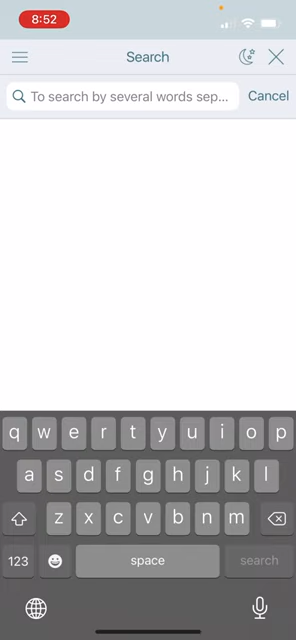 8:52
Search
To search by several words sep...
Cancel
q w e r t y u i o p
a s d f g h j k l
z x c v b n m
123 space search